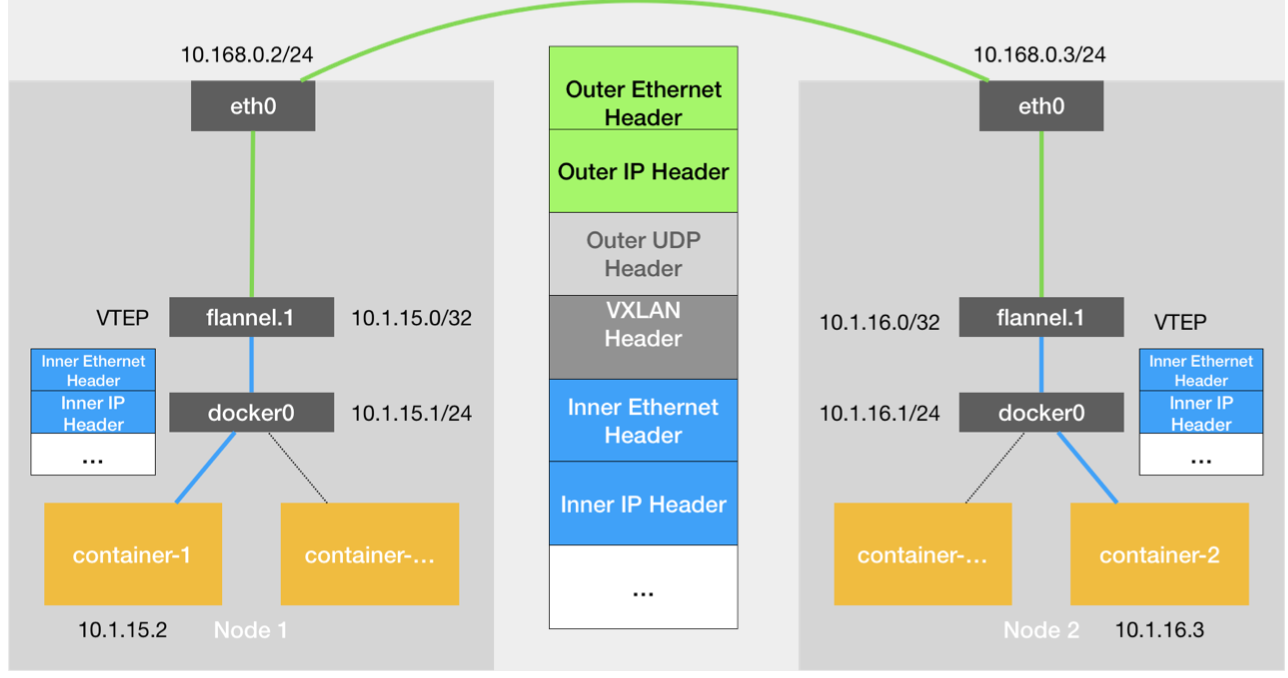 10.168.0.2/24
eth0
VTEP
flannel.1
10.1.15.0/32
Inner Ethernet
Header
Inner IP
Header
...
docker0
10.1.15.1/24
container-1
container-...
10.1.15.2
Node 1
Outer Ethernet
Header
Outer IP Header
Outer UDP
Header
VXLAN
Header
Inner Ethernet
Header
Inner IP Header
...
10.168.0.3/24
eth0
10.1.16.0/32
flannel.1
VTEP
10.1.16.1/24
docker0
Inner Ethernet
Header
Inner IP
Header
...
container-...
container-2
Node 2
10.1.16.3